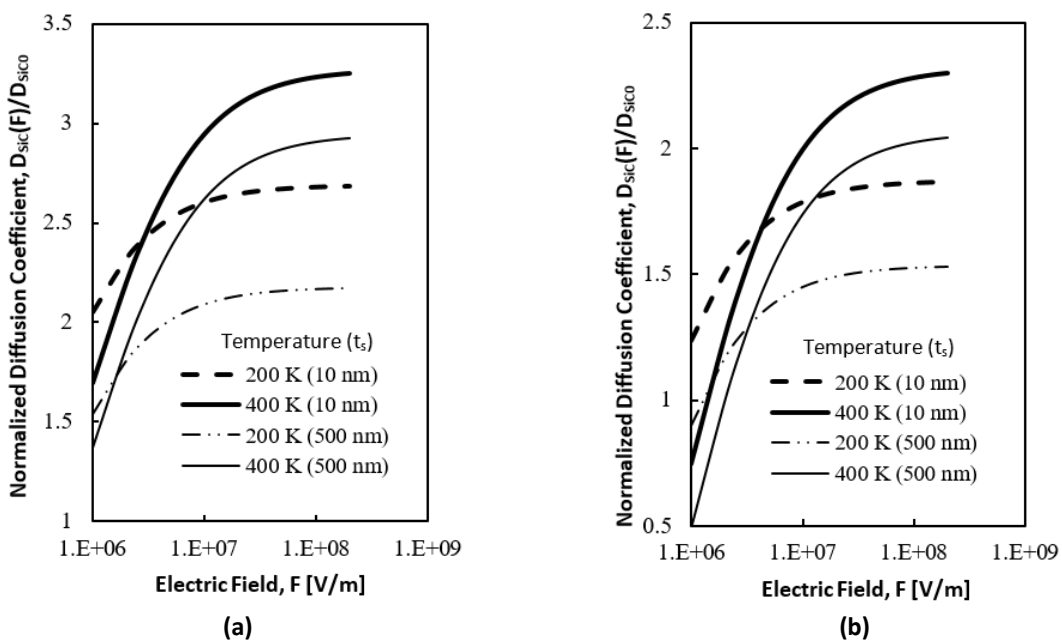 Normalized Diffusion Coefficient, DSiC(F)/DSiC0
3.5
3
2.5
2
1.5
1
Temperature (ts)
200 K (10 nm)
400 K (10 nm)
200 K (500 nm)
400 K (500 nm)
1.E+06 1.E+07 1.E+08 1.E+09
Electric Field, F [V/m]
(a)
Normalized Diffusion Coefficient, DSiC(F)/DSiC0
2.5
2
1.5
1
0.5
Temperature (ts)
200 K (10 nm)
400 K (10 nm)
200 K (500 nm)
400 K (500 nm)
1.E+06 1.E+07 1.E+08 1.E+09
Electric Field, F [V/m]
(b)